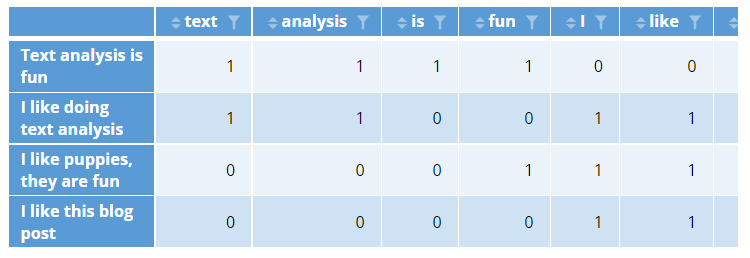 text analysis is fun I like
Text analysis is
fun 1 1 1 1 0 0
I like doing
text analysis 1 1 0 0 1 1
I like puppies,
they are fun 0 0 0 1 1 1
I like this blog
post 0 0 0 0 1 1